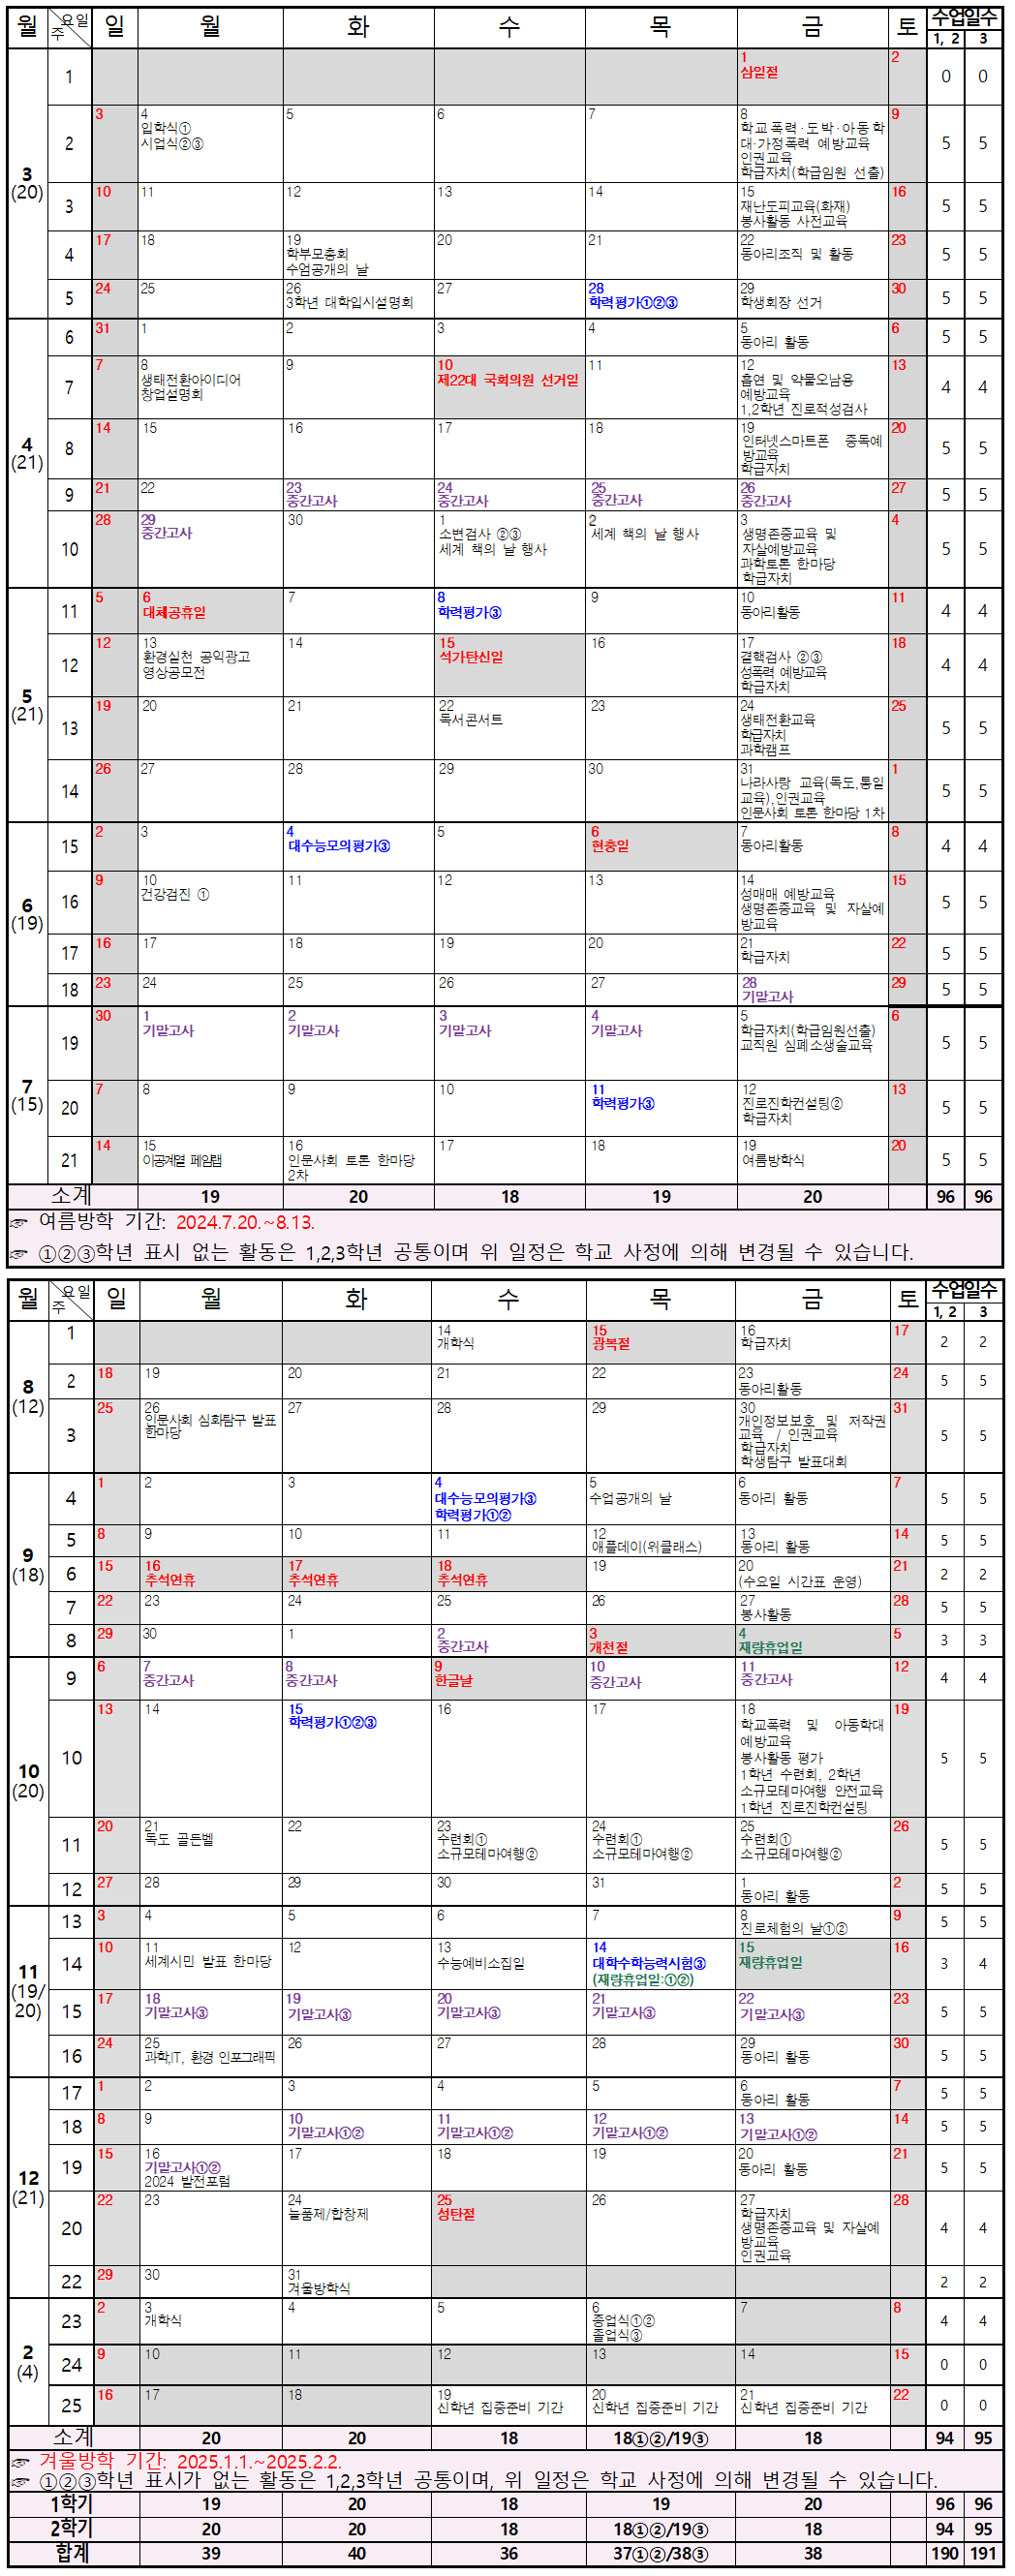 월 요일 주 일 월 화 수 목 금 토 수업일수
1, 2 3
3
(20)
1 1 2 0 0
삼일절
2 3 4 5 6 7 8 9 5 5
입학식①
시업식②③
학교폭력·도박·아동학
대·가정폭력 예방교육
인권교육
학급자치(학급임원 선출)
3 10 11 12 13 14 15 16 5 5
재난도피교육(화재)
봉사활동 사전교육
4 17 18 19 20 21 22 23 5 5
학부모총회
수업공개의 날
동아리조직 및 활동
5 24 25 26 27 28 29 30 5 5
3학년 대학입시설명회
학력평가①②③
학생회장 선거
4
(21)
6 31 1 2 3 4 5 6 5 5
동아리 활동
7 7 8 9 10 11 12 13 4 4
생태전환아이디어
창업설명회
제22대 국회의원 선거일
흡연 및 약물오남용
예방교육
1,2학년 진로적성검사
8 14 15 16 17 18 19 20 5 5
인터넷스마트폰 중독예
방교육
학급자치
9 21 22 23 24 25 26 27 5 5
중간고사 중간고사 중간고사 중간고사
10 28 29 30 1 2 3 4 5 5
중간고사
소변검사 ②③
세계 책의 날 행사
세계 책의 날 행사
생명존중교육 및
자살예방교육
과학토론 한마당
학급자치
5
(21)
11 5 6 7 8 9 10 11 4 4
대체공휴일
학력평가③
동아리활동
12 12 13 14 15 16 17 18 4 4
환경실천 공익광고
영상공모전
석가탄신일
결핵검사 ②③
성폭력 예방교육
학급자치
13 19 20 21 22 23 24 25 5 5
독서콘서트
생태전환교육
학급자치
과학캠프
14 26 27 28 29 30 31 1 5 5
나라사랑 교육(독도,통일
교육),인권교육
인문사회 토론 한마당 1차
6
(19)
15 2 3 4 5 6 7 8 4 4
대수능모의평가③
현충일
동아리활동
16 9 10 11 12 13 14 15 5 5
건강검진 ①
성매매 예방교육
생명존중교육 및 자살예
방교육
17 16 17 18 19 20 21 22 5 5
학급자치
18 23 24 25 26 27 28 29 5 5
기말고사
7
(15)
19 30 1 2 3 4 5 6 5 5
기말고사 기말고사 기말고사 기말고사
학급자치(학급임원선출)
교직원 심폐소생술교육
20 7 8 9 10 11 12 13 5 5
학력평가③
진로진학컨설팅②
학급자치
21 14 15 16 17 18 19 20 5 5
이공계열 페임랩
인문사회 토론 한마당
2차
여름방학식
소계 19 20 18 19 20 96 96
☞ 여름방학 기간: 2024.7.20.~8.13.
☞ ①②③학년 표시 없는 활동은 1,2,3학년 공통이며 위 일정은 학교 사정에 의해 변경될 수 있습니다.
월 요일 주 일 월 화 수 목 금 토 수업일수
1, 2 3
8
(12)
1 14 15 16 17 2 2
개학식
광복절
학급자치
2 18 19 20 21 22 23 24 5 5
동아리활동
3 25 26 27 28 29 30 31 5 5
인문사회 심화탐구 발표
한마당
개인정보보호 및 저작권
교육 / 인권교육
학급자치
학생탐구 발표대회
9
(18)
4 1 2 3 4 5 6 7 5 5
대수능모의평가③
학력평가①②
수업공개의 날
동아리 활동
5 8 9 10 11 12 13 14 5 5
애플데이(위클래스)
동아리 활동
6 15 16 17 18 19 20 21 2 2
추석연휴 추석연휴 추석연휴
(수요일 시간표 운영)
7 22 23 24 25 26 27 28 5 5
봉사활동
8 29 30 1 2 3 4 5 3 3
중간고사
개천절
재량휴업일
10
(20)
9 6 7 8 9 10 11 12 4 4
중간고사 중간고사 한글날 중간고사 중간고사
10 13 14 15 16 17 18 19 5 5
학력평가①②③
학교폭력 및 아동학대
예방교육
봉사활동 평가
1학년 수련회, 2학년
소규모테마여행 안전교육
1학년 진로진학컨설팅
11 20 21 22 23 24 25 26 5 5
독도 골든벨
수련회① 수련회① 수련회①
소규모테마여행② 소규모테마여행② 소규모테마여행②
12 27 28 29 30 31 1 2 5 5
동아리 활동
11
(19/
20)
13 3 4 5 6 7 8 9 5 5
진로체험의 날①②
14 10 11 12 13 14 15 16 3 4
세계시민 발표 한마당
수능예비소집일
대학수학능력시험③
(재량휴업일:①②)
재량휴업일
15 17 18 19 20 21 22 23 5 5
기말고사③ 기말고사③ 기말고사③ 기말고사③ 기말고사③
16 24 25 26 27 28 29 30 5 5
과학,IT, 환경 인포그래픽
동아리 활동
12
(21)
17 1 2 3 4 5 6 7 5 5
동아리 활동
18 8 9 10 11 12 13 14 5 5
기말고사①② 기말고사①② 기말고사①② 기말고사①②
19 15 16 17 18 19 20 21 5 5
기말고사①②
2024 발전포럼
동아리 활동
20 22 23 24 25 26 27 28 4 4
늘품제/합창제
성탄절
학급자치
생명존중교육 및 자살예
방교육
인권교육
22 29 30 31 2 2
겨울방학식
2
(4)
23 2 3 4 5 6 7 8 4 4
개학식
종업식①②
졸업식③
24 9 10 11 12 13 14 15 0 0
25 16 17 18 19 20 21 22 0 0
신학년 집중준비 기간 신학년 집중준비 기간 신학년 집중준비 기간
소계 20 20 18 18①②/19③ 18 94 95
☞ 겨울방학 기간: 2025.1.1.~2025.2.2.
☞ ①②③학년 표시가 없는 활동은 1,2,3학년 공통이며, 위 일정은 학교 사정에 의해 변경될 수 있습니다.
1학기 19 20 18 19 20 96 96
2학기 20 20 18 18①②/19③ 18 94 95
합계 39 40 36 37①②/38③ 38 190 191